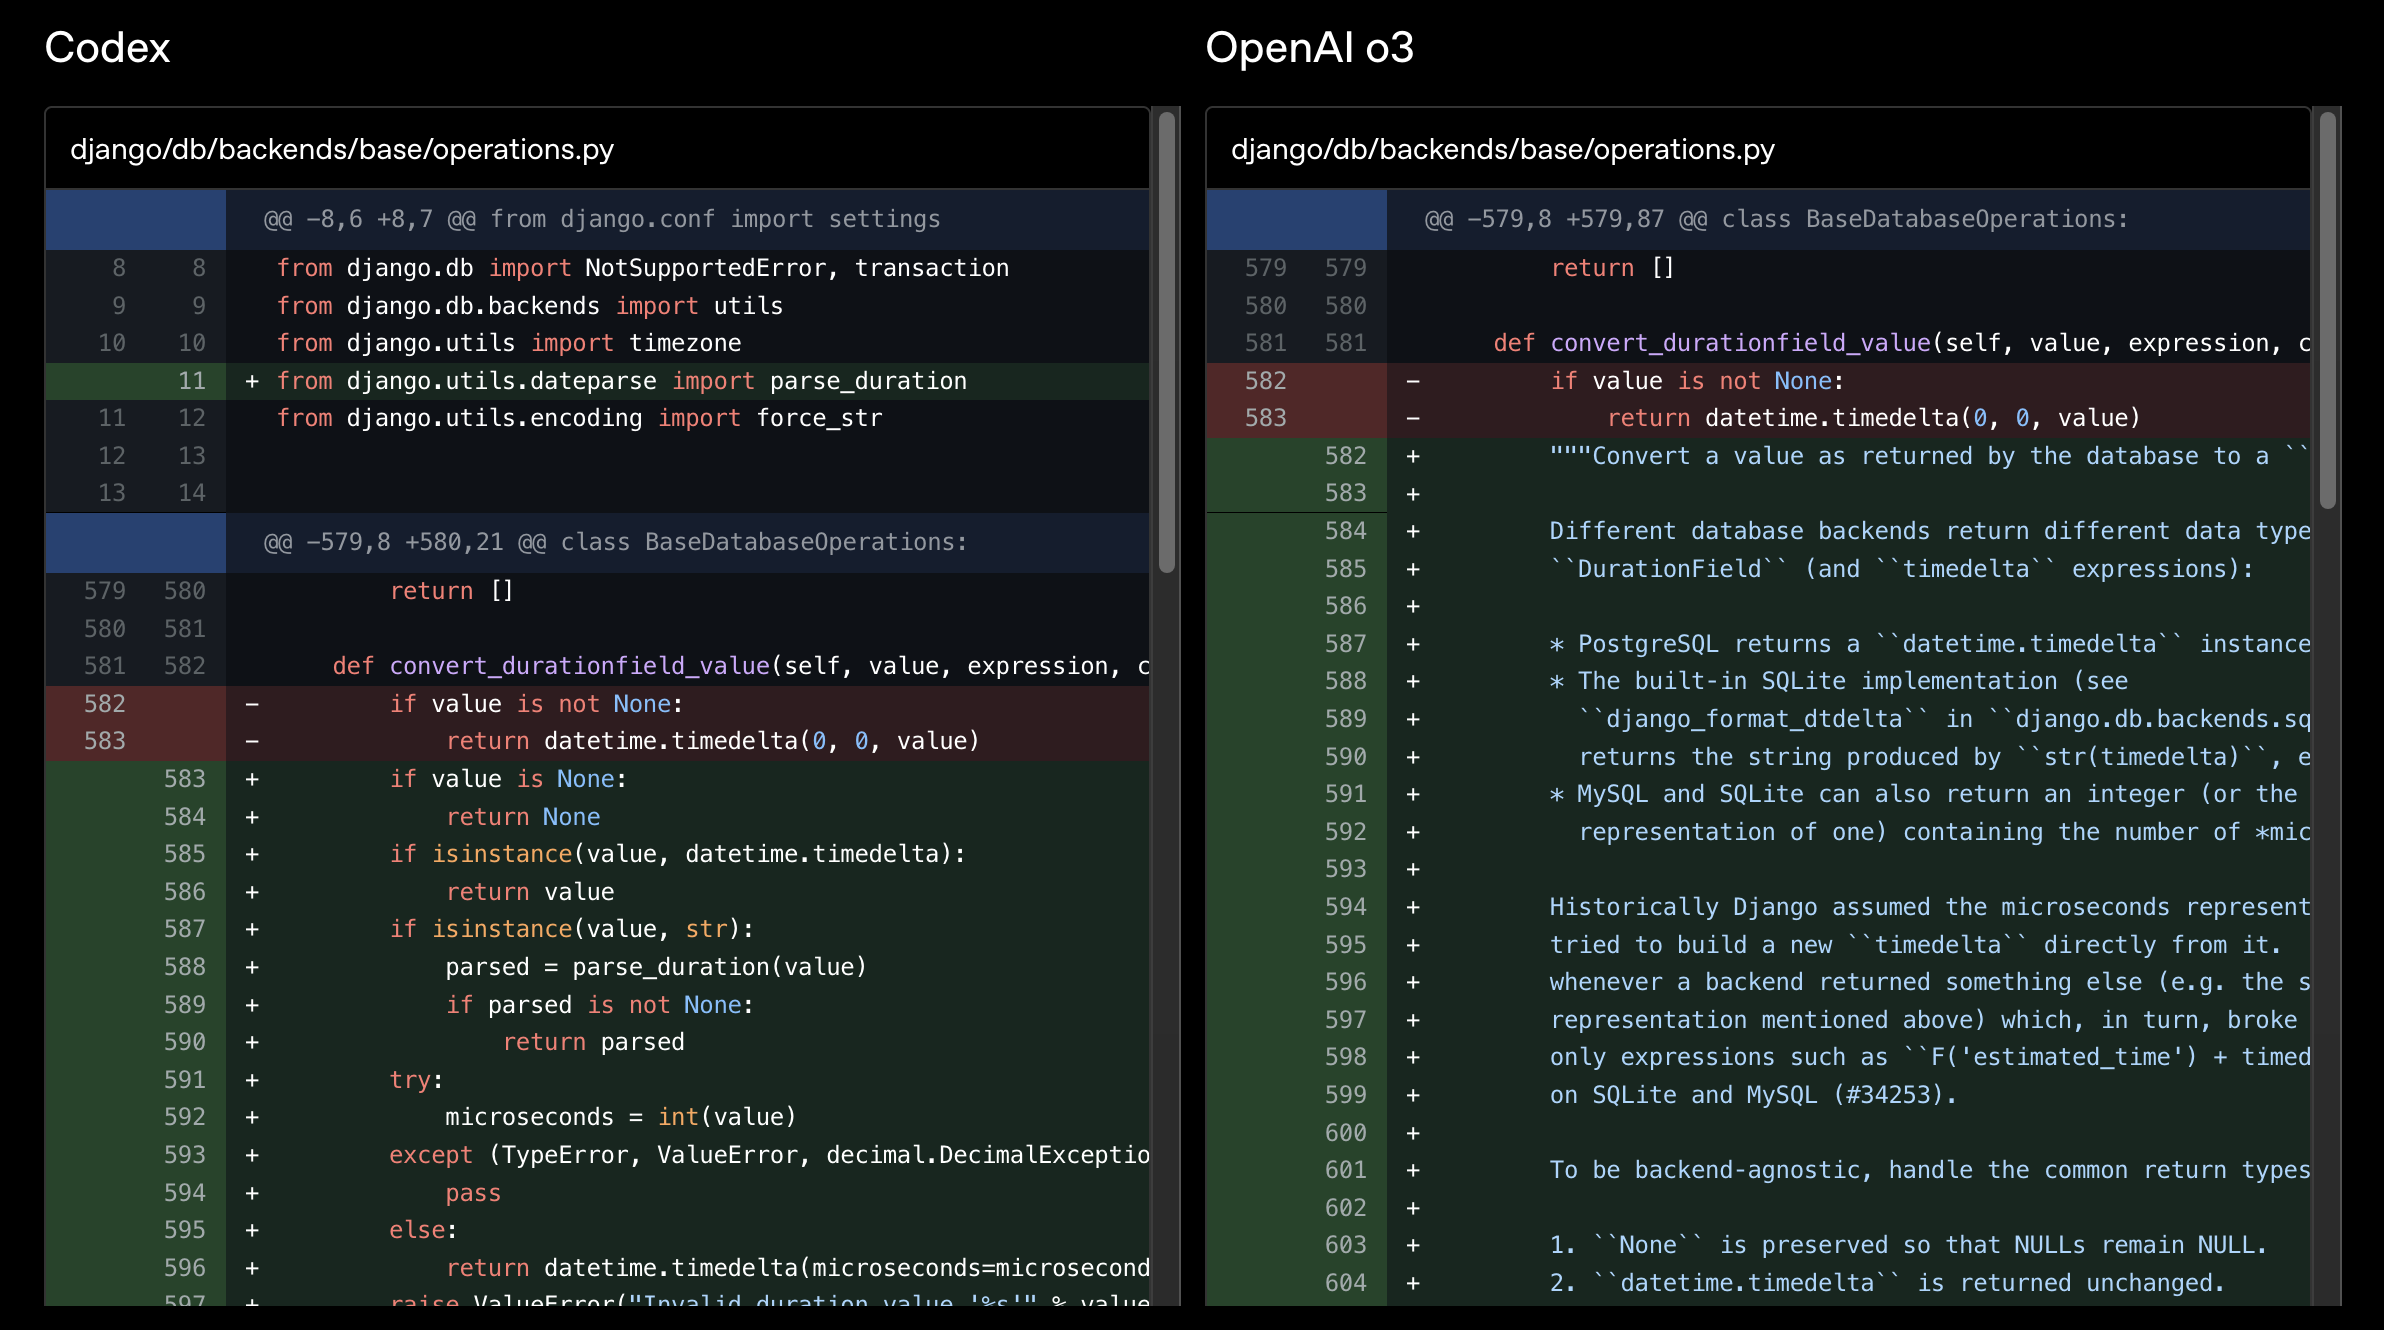 Codex
django/db/backends/base/operations.py
@@ -8,6 +8,7 @@ from django.conf import settings
8 8 from django.db import NotSupportedError, transaction
9 9 from django.db.backends import utils
10 10 from django.utils import timezone
11 + from django.utils.dateparse import parse_duration
11 12 from django.utils.encoding import force_str
12 13
13 14
@@ -579,8 +580,21 @@ class BaseDatabaseOperations:
579 580 return []
580 581
581 582 def convert_durationfield_value(self, value, expression, c
582 - if value is not None:
583 - return datetime.timedelta(0, 0, value)
583 + if value is None:
584 + return None
585 + if isinstance(value, datetime.timedelta):
586 + return value
587 + if isinstance(value, str):
588 + parsed = parse_duration(value)
589 + if parsed is not None:
590 + return parsed
591 + try:
592 + microseconds = int(value)
593 + except (TypeError, ValueError, decimal.DecimalExceptio
594 + pass
595 + else:
596 + return datetime.timedelta(microseconds=microsecond
597 + raise ValueError("Invalid duration value '%s'" % value
OpenAI o3
django/db/backends/base/operations.py
@@ -579,8 +579,87 @@ class BaseDatabaseOperations:
579 579 return []
580 580
581 581 def convert_durationfield_value(self, value, expression, c
582 - if value is not None:
583 - return datetime.timedelta(0, 0, value)
582 + """Convert a value as returned by the database to a ``
583 +
584 + Different database backends return different data type
585 + ``DurationField`` (and ``timedelta`` expressions):
586 +
587 + * PostgreSQL returns a ``datetime.timedelta`` instance
588 + * The built-in SQLite implementation (see
589 + ``django_format_dtdelta`` in ``django.db.backends.sq
590 + returns the string produced by ``str(timedelta)``, e
591 + * MySQL and SQLite can also return an integer (or the
592 + representation of one) containing the number of *mic
593 +
594 + Historically Django assumed the microseconds represent
595 + tried to build a new ``timedelta`` directly from it.
596 + whenever a backend returned something else (e.g. the s
597 + representation mentioned above) which, in turn, broke
598 + only expressions such as ``F('estimated_time') + timed
599 + on SQLite and MySQL (#34253).
600 +
601 + To be backend-agnostic, handle the common return types
602 +
603 + 1. ``None`` is preserved so that NULLs remain NULL.
604 + 2. ``datetime.timedelta`` is returned unchanged.